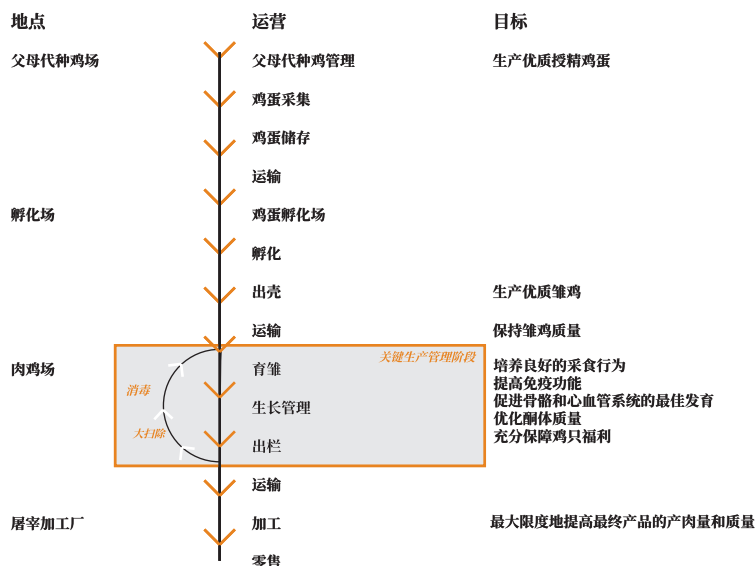 地点 运营 目标
父母代种鸡场 父母代种鸡管理 生产优质授精鸡蛋
鸡蛋采集
鸡蛋储存
运输
孵化场 鸡蛋孵化场
孵化
出壳 生产优质雏鸡
运输 保持雏鸡质量
关键生产管理阶段
肉鸡场 育雏 培养良好的采食行为
提高免疫功能
消毒
促进骨骼和心血管系统的最佳发育
生长管理
优化酮体质量
大扫除 充分保障鸡只福利
出栏
运输
屠宰加工厂 加工 最大限度地提高最终产品的产肉量和质量
零售